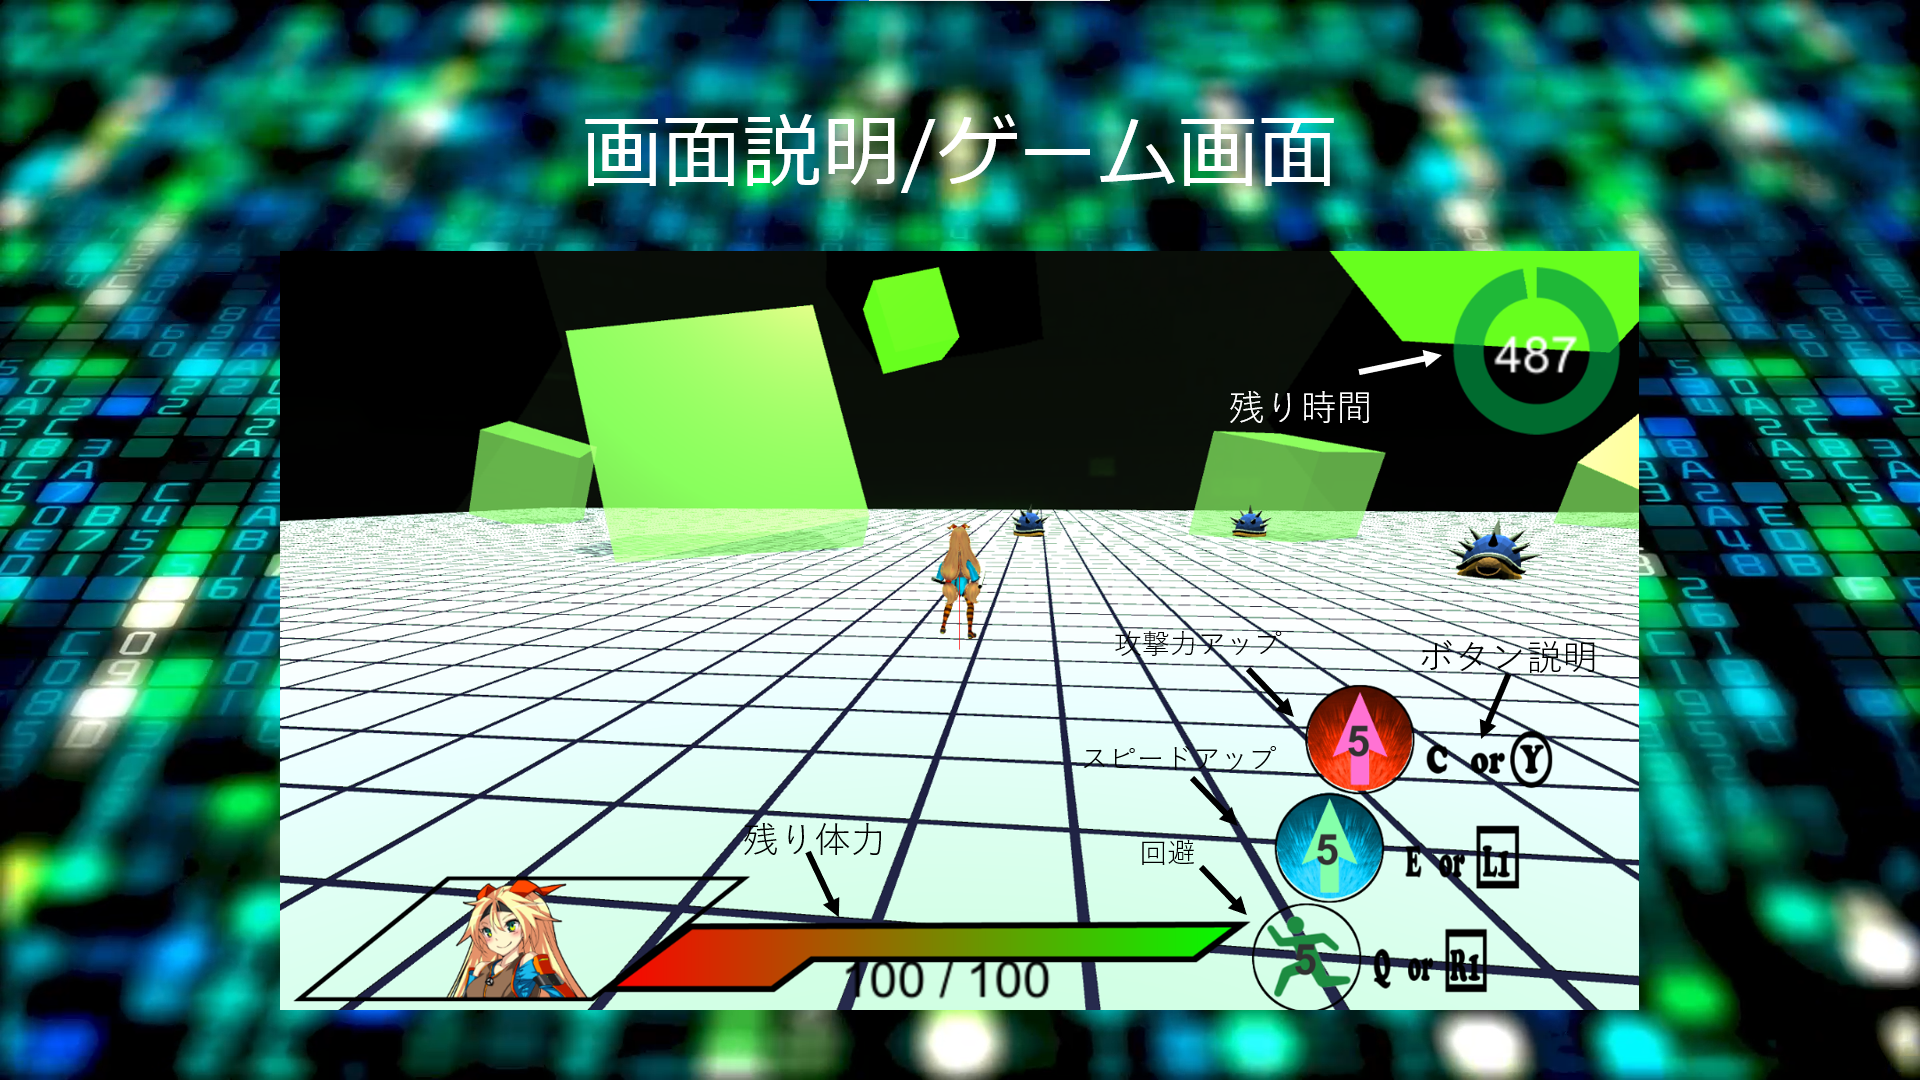 画面説明/ゲーム画面
487
残り時間
攻撃力アップ
ボタン説明
5
C or Y
スピードアップ
5
E or L1
残り体力
回避
5
Q or R1
100 / 100